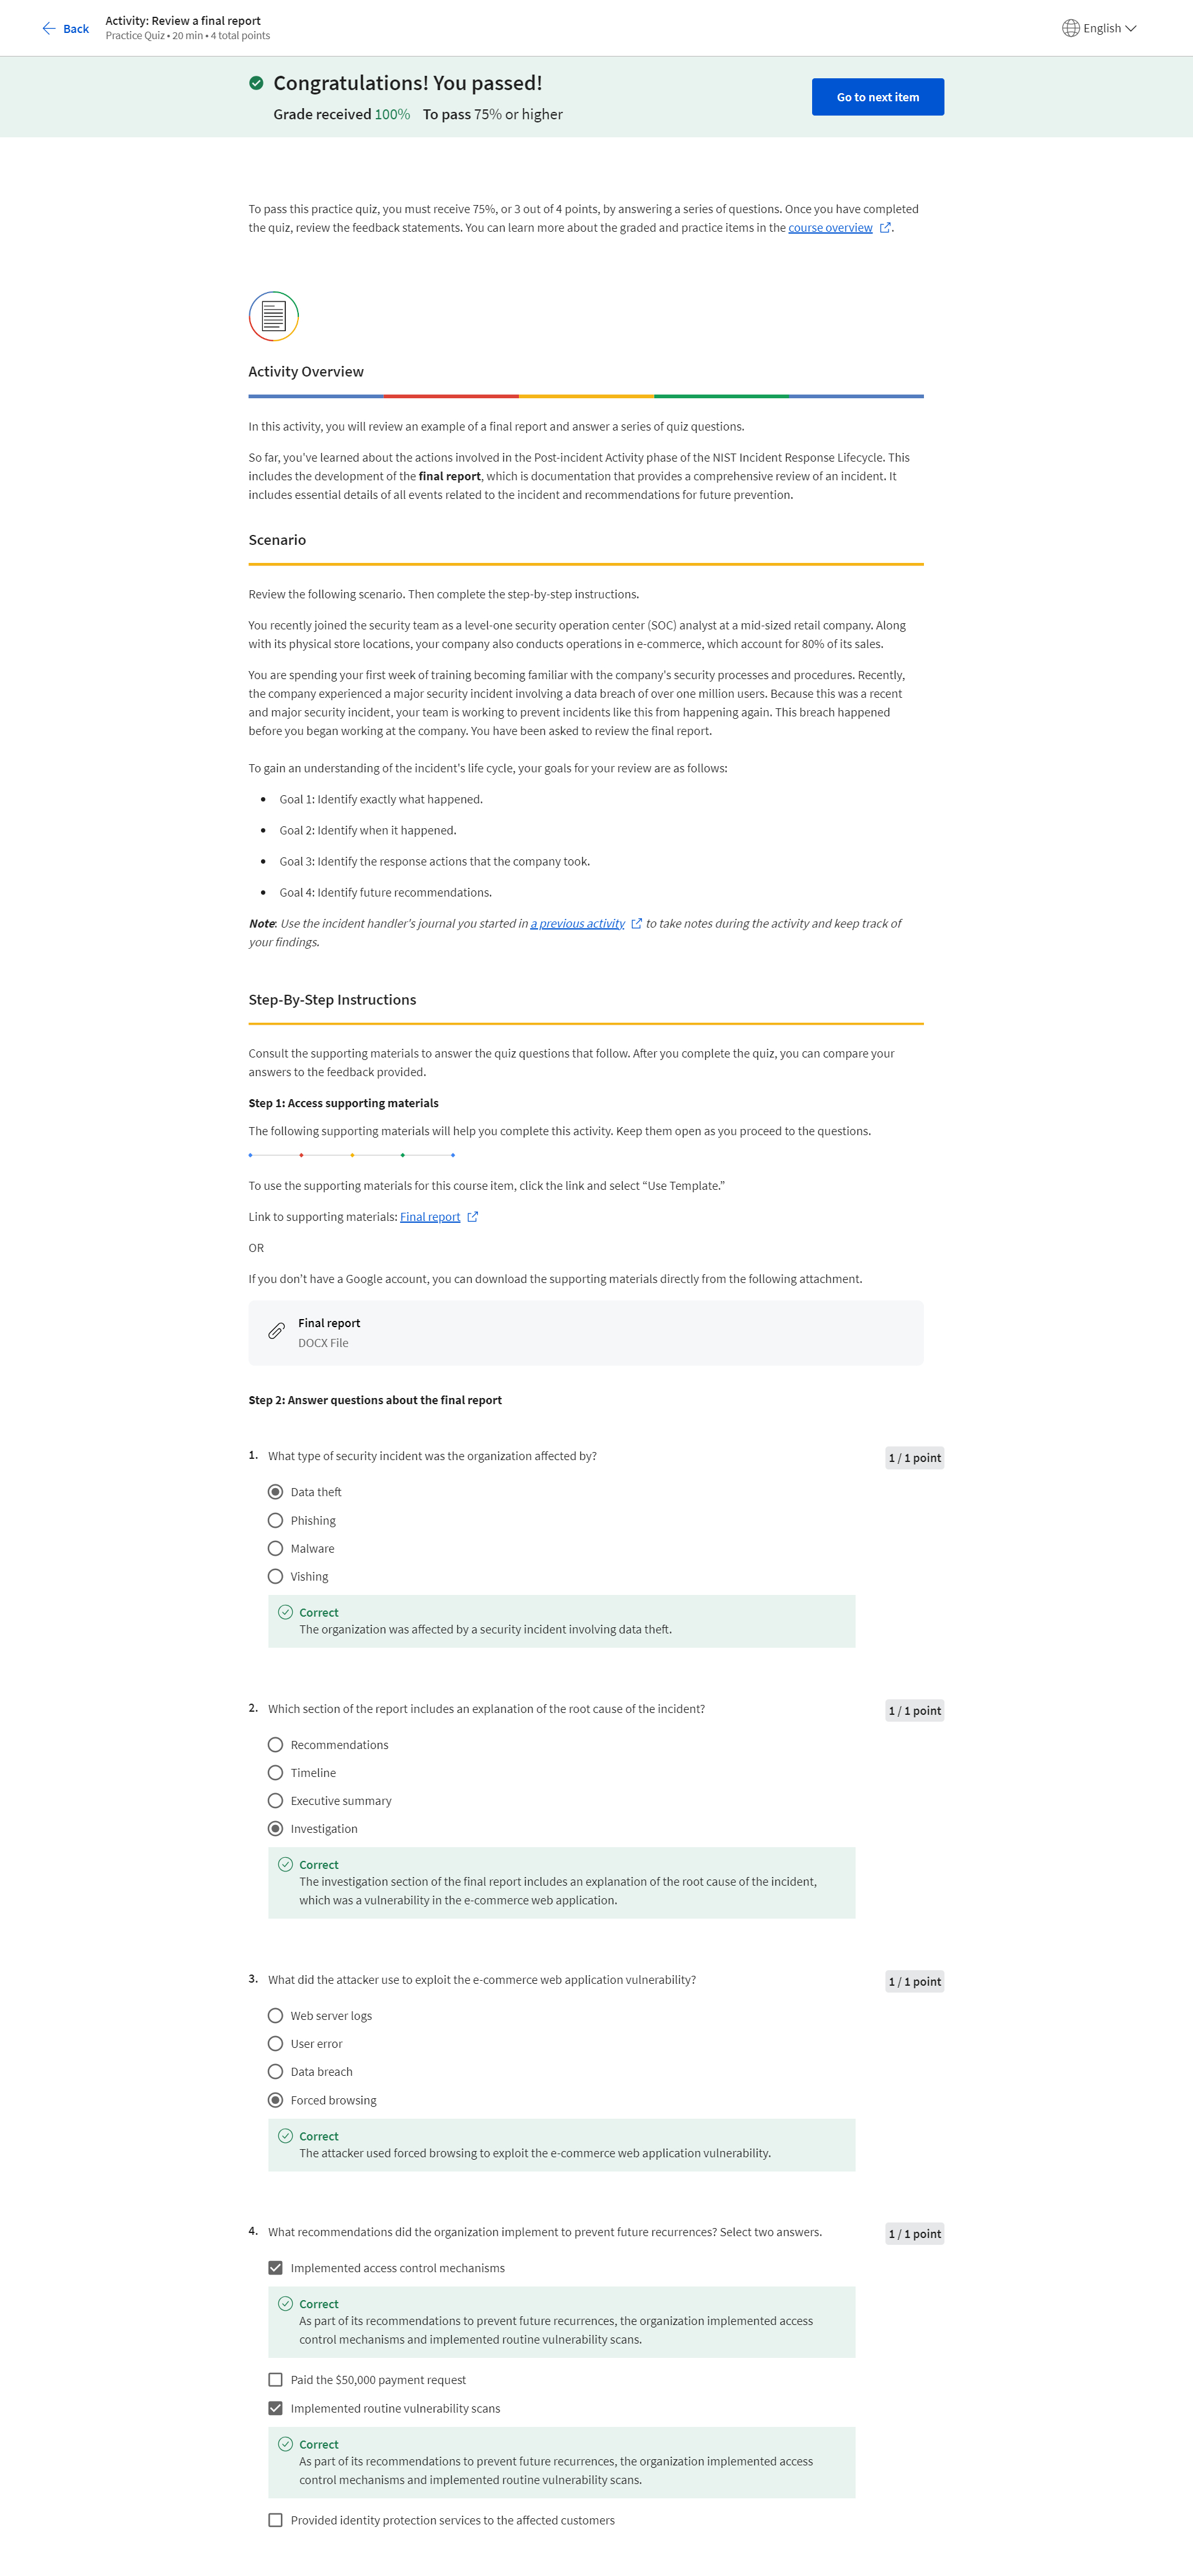 Back
Activity: Review a final report
Practice Quiz • 20 min • 4 total points
English
Congratulations! You passed!
Grade received 100% To pass 75% or higher
Go to next item
To pass this practice quiz, you must receive 75%, or 3 out of 4 points, by answering a series of questions. Once you have completed
the quiz, review the feedback statements. You can learn more about the graded and practice items in the course overview .
Activity Overview
In this activity, you will review an example of a final report and answer a series of quiz questions.
So far, you've learned about the actions involved in the Post-incident Activity phase of the NIST Incident Response Lifecycle. This
includes the development of the final report, which is documentation that provides a comprehensive review of an incident. It
includes essential details of all events related to the incident and recommendations for future prevention.
Scenario
Review the following scenario. Then complete the step-by-step instructions.
You recently joined the security team as a level-one security operation center (SOC) analyst at a mid-sized retail company. Along
with its physical store locations, your company also conducts operations in e-commerce, which account for 80% of its sales.
You are spending your first week of training becoming familiar with the company's security processes and procedures. Recently,
the company experienced a major security incident involving a data breach of over one million users. Because this was a recent
and major security incident, your team is working to prevent incidents like this from happening again. This breach happened
before you began working at the company. You have been asked to review the final report.
To gain an understanding of the incident's life cycle, your goals for your review are as follows:
• Goal 1: Identify exactly what happened.
• Goal 2: Identify when it happened.
• Goal 3: Identify the response actions that the company took.
• Goal 4: Identify future recommendations.
Note: Use the incident handler's journal you started in a previous activity to take notes during the activity and keep track of
your findings.
Step-By-Step Instructions
Consult the supporting materials to answer the quiz questions that follow. After you complete the quiz, you can compare your
answers to the feedback provided.
Step 1: Access supporting materials
The following supporting materials will help you complete this activity. Keep them open as you proceed to the questions.
To use the supporting materials for this course item, click the link and select “Use Template.”
Link to supporting materials: Final report
OR
If you don't have a Google account, you can download the supporting materials directly from the following attachment.
Final report
DOCX File
Step 2: Answer questions about the final report
1. What type of security incident was the organization affected by?
1 / 1 point
Data theft
Phishing
Malware
Vishing
Correct
The organization was affected by a security incident involving data theft.
2. Which section of the report includes an explanation of the root cause of the incident?
1 / 1 point
Recommendations
Timeline
Executive summary
Investigation
Correct
The investigation section of the final report includes an explanation of the root cause of the incident,
which was a vulnerability in the e-commerce web application.
3. What did the attacker use to exploit the e-commerce web application vulnerability?
1 / 1 point
Web server logs
User error
Data breach
Forced browsing
Correct
The attacker used forced browsing to exploit the e-commerce web application vulnerability.
4. What recommendations did the organization implement to prevent future recurrences? Select two answers.
1 / 1 point
Implemented access control mechanisms
Correct
As part of its recommendations to prevent future recurrences, the organization implemented access
control mechanisms and implemented routine vulnerability scans.
Paid the $50,000 payment request
Implemented routine vulnerability scans
Correct
As part of its recommendations to prevent future recurrences, the organization implemented access
control mechanisms and implemented routine vulnerability scans.
Provided identity protection services to the affected customers